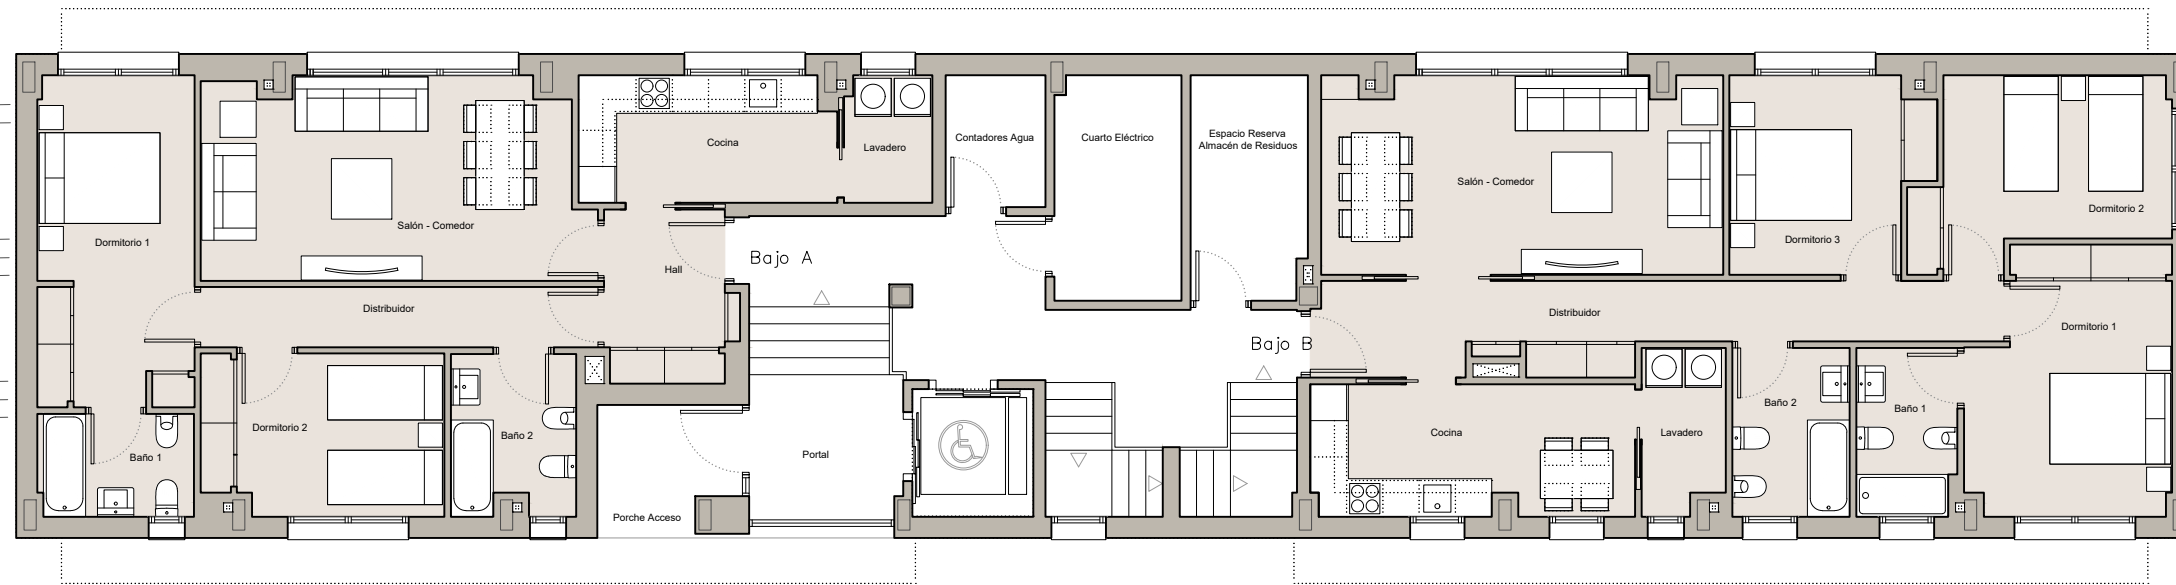 Contadores Agua
Cuarto Eléctrico
Espacio Reserva
Almacén de Residuos
Cocina
Lavadero
Salón - Comedor
Dormitorio 1
Salón - Comedor
Dormitorio 3
Dormitorio 2
Hall
Bajo A
Distribuidor
Distribuidor
Dormitorio 1
Bajo B
Dormitorio 2
Baño 2
Baño 1
Portal
Porche Acceso
Cocina
Lavadero
Baño 2
Baño 1